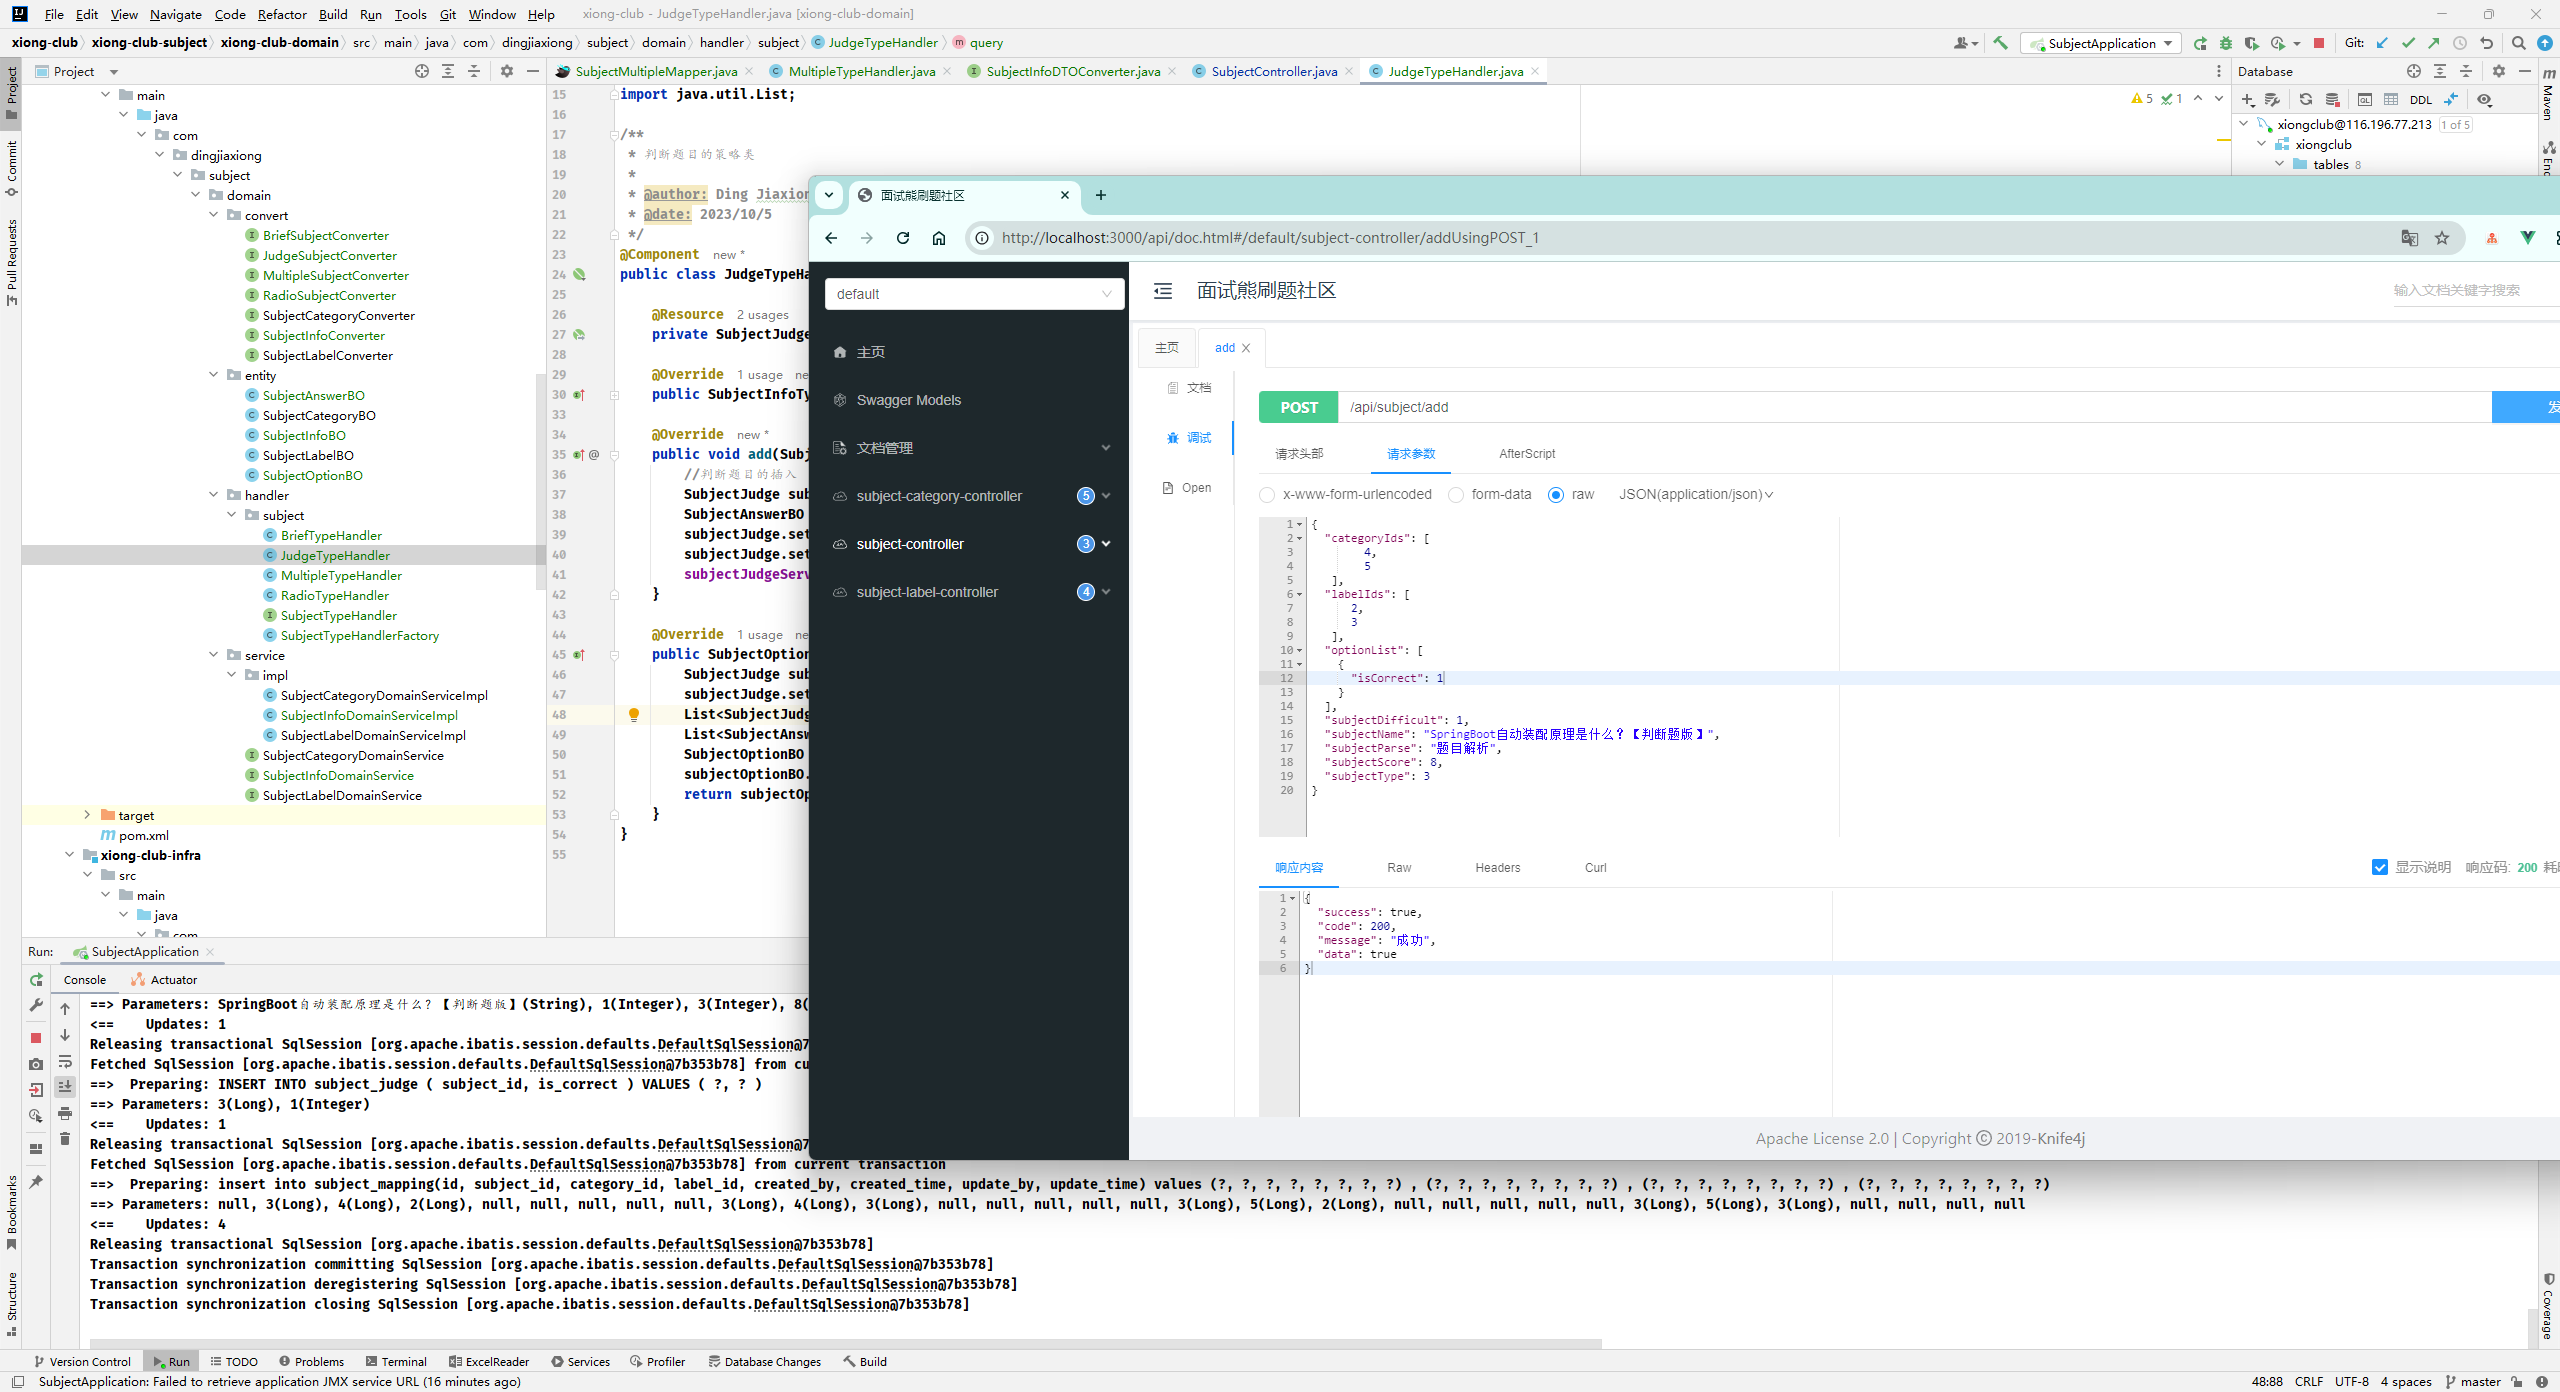 File Edit View Navigate Code Refactor Build Run Tools Git Window Help xiong-club - JudgeTypeHandler.java [xiong-club-domain]
xiong-club xiong-club-subject xiong-club-domain src main java com dingjiaxiong subject domain handler subject JudgeTypeHandler query SubjectApplication Git:
Project SubjectMultipleMapper.java MultipleTypeHandler.java SubjectInfoDTOConverter.java SubjectController.java JudgeTypeHandler.java Database
Project
Commit
Pull Requests
Bookmarks
Structure
Maven
Coverage
5 1
DDL
xiongclub@116.196.77.213 1 of 5
xiongclub
tables 8
main
java
com
dingjiaxiong
subject
domain
convert
BriefSubjectConverter
JudgeSubjectConverter
MultipleSubjectConverter
RadioSubjectConverter
SubjectCategoryConverter
SubjectInfoConverter
SubjectLabelConverter
entity
SubjectAnswerBO
SubjectCategoryBO
SubjectInfoBO
SubjectLabelBO
SubjectOptionBO
handler
subject
BriefTypeHandler
JudgeTypeHandler
MultipleTypeHandler
RadioTypeHandler
SubjectTypeHandler
SubjectTypeHandlerFactory
service
impl
SubjectCategoryDomainServiceImpl
SubjectInfoDomainServiceImpl
SubjectLabelDomainServiceImpl
SubjectCategoryDomainService
SubjectInfoDomainService
SubjectLabelDomainService
target
pom.xml
xiong-club-infra
src
main
java
com
15 import java.util.List;
16
17 /**
18 * 判断题目的策略类
19 *
20 * @author: Ding Jiaxion
21 * @date: 2023/10/5
22 */
23 @Component new *
24 public class JudgeTypeHa
25
26 @Resource 2 usages
27 private SubjectJudge
28
29 @Override 1 usage ne
30 public SubjectInfoTy
33
34 @Override new *
35 public void add(Subj
36 //判断题目的插入
37 SubjectJudge sub
38 SubjectAnswerBO
39 subjectJudge.set
40 subjectJudge.set
41 subjectJudgeServ
42 }
43
44 @Override 1 usage ne
45 public SubjectOption
46 SubjectJudge sub
47 subjectJudge.set
48 List<SubjectJudg
49 List<SubjectAnsw
50 SubjectOptionBO
51 subjectOptionBO.
52 return subjectOp
53 }
54 }
55
面试熊刷题社区
http://localhost:3000/api/doc.html#/default/subject-controller/addUsingPOST_1
default
主页
Swagger Models
文档管理
subject-category-controller 5
subject-controller 3
subject-label-controller 4
面试熊刷题社区 输入文档关键字搜索
主页 add
文档
调试
Open
POST /api/subject/add 发
请求头部 请求参数 AfterScript
x-www-form-urlencoded form-data raw JSON(application/json)
1 {
2 "categoryIds": [
3 4,
4 5
5 ],
6 "labelIds": [
7 2,
8 3
9 ],
10 "optionList": [
11 {
12 "isCorrect": 1
13 }
14 ],
15 "subjectDifficult": 1,
16 "subjectName": "SpringBoot自动装配原理是什么？【判断题版】",
17 "subjectParse": "题目解析",
18 "subjectScore": 8,
19 "subjectType": 3
20 }
响应内容 Raw Headers Curl 显示说明 响应码: 200 耗
1 {
2 "success": true,
3 "code": 200,
4 "message": "成功",
5 "data": true
6 }
Apache License 2.0 | Copyright © 2019-Knife4j
Run: SubjectApplication
Console Actuator
==> Parameters: SpringBoot自动装配原理是什么？【判断题版】(String), 1(Integer), 3(Integer), 8(
<== Updates: 1
Releasing transactional SqlSession [org.apache.ibatis.session.defaults.DefaultSqlSession@7
Fetched SqlSession [org.apache.ibatis.session.defaults.DefaultSqlSession@7b353b78] from cu
==> Preparing: INSERT INTO subject_judge ( subject_id, is_correct ) VALUES ( ?, ? )
==> Parameters: 3(Long), 1(Integer)
<== Updates: 1
Releasing transactional SqlSession [org.apache.ibatis.session.defaults.DefaultSqlSession@7
Fetched SqlSession [org.apache.ibatis.session.defaults.DefaultSqlSession@7b353b78] from current transaction
==> Preparing: insert into subject_mapping(id, subject_id, category_id, label_id, created_by, created_time, update_by, update_time) values (?, ?, ?, ?, ?, ?, ?, ?) , (?, ?, ?, ?, ?, ?, ?, ?) , (?, ?, ?, ?, ?, ?, ?, ?) , (?, ?, ?, ?, ?, ?, ?, ?)
==> Parameters: null, 3(Long), 4(Long), 2(Long), null, null, null, null, null, 3(Long), 4(Long), 3(Long), null, null, null, null, null, 3(Long), 5(Long), 2(Long), null, null, null, null, null, 3(Long), 5(Long), 3(Long), null, null, null, null
<== Updates: 4
Releasing transactional SqlSession [org.apache.ibatis.session.defaults.DefaultSqlSession@7b353b78]
Transaction synchronization committing SqlSession [org.apache.ibatis.session.defaults.DefaultSqlSession@7b353b78]
Transaction synchronization deregistering SqlSession [org.apache.ibatis.session.defaults.DefaultSqlSession@7b353b78]
Transaction synchronization closing SqlSession [org.apache.ibatis.session.defaults.DefaultSqlSession@7b353b78]
Version Control Run TODO Problems Terminal ExcelReader Services Profiler Database Changes Build
SubjectApplication: Failed to retrieve application JMX service URL (16 minutes ago) 48:88 CRLF UTF-8 4 spaces master